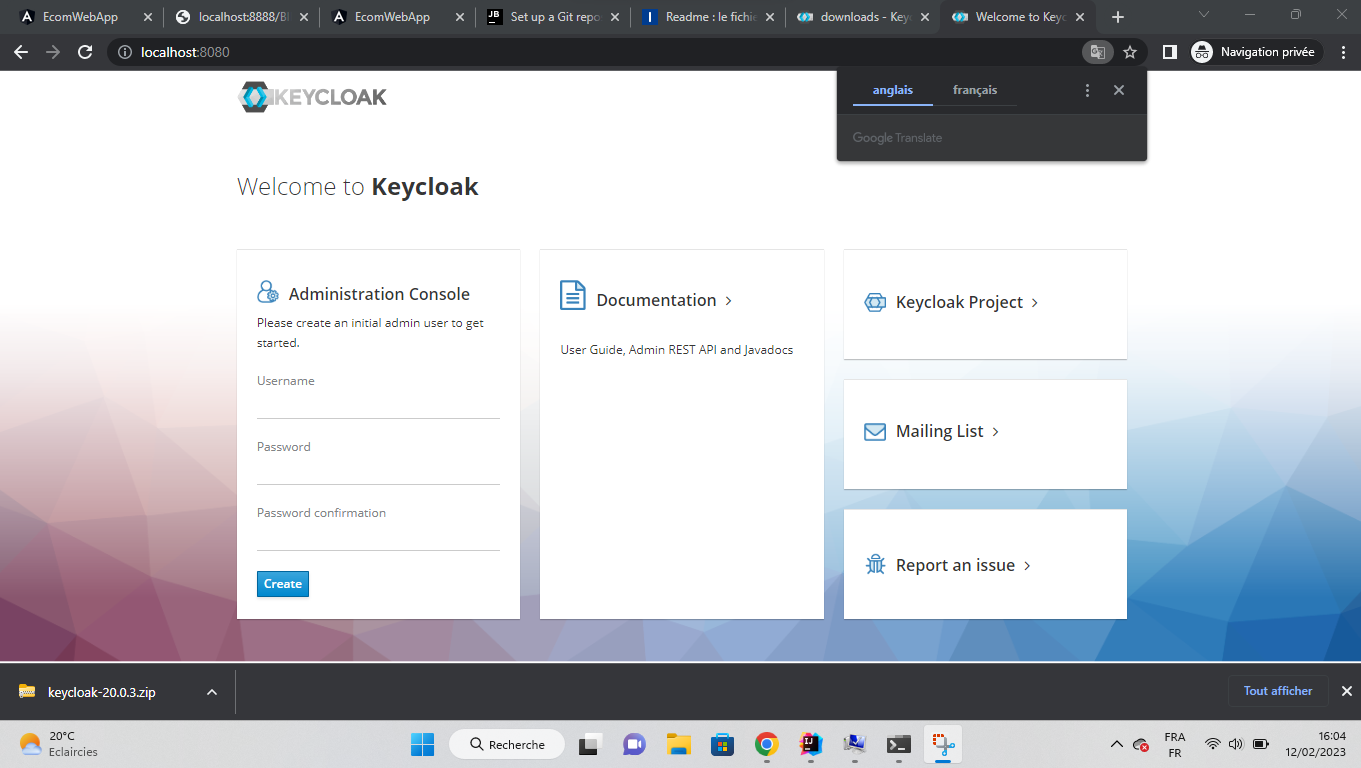 EcomWebApp
localhost:8888/B
EcomWebApp
Set up a Git repo
Readme : le fichie
downloads - Key
Welcome to Keyc
localhost:8080
Navigation privée
KEYCLOAK
anglais
français
Google Translate
Welcome to Keycloak
Administration Console
Please create an initial admin user to get
started.
Username
Password
Password confirmation
Create
Documentation
User Guide, Admin REST API and Javadocs
Keycloak Project
Mailing List
Report an issue
keycloak-20.0.3.zip
Tout afficher
20°C
Eclaircies
Recherche
FRA
FR
16:04
12/02/2023